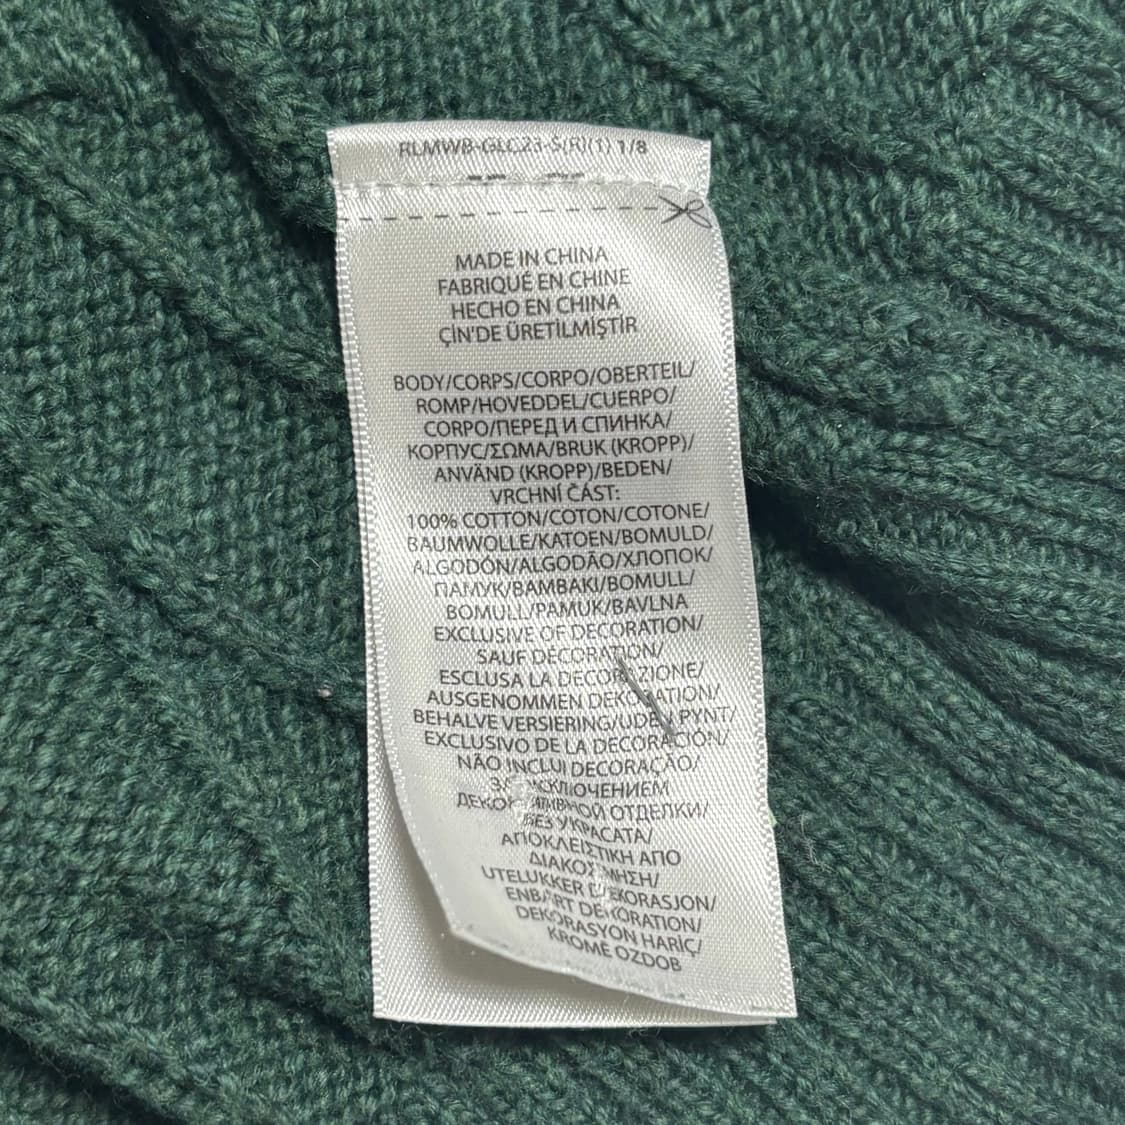 RLMWB-GLC23-S(R)(1) 1/8
MADE IN CHINA
FABRIQUÉ EN CHINE
HECHO EN CHINA
ÇİN'DE ÜRETİLMİŞTİR
BODY/CORPS/CORPO/OBERTEIL/
ROMP/HOVEDDEL/CUERPO/
CORPO/ПЕРЕД И СПИНКА/
КОРПУС/ΣΩΜΑ/BRUK (KROPP)/
ANVÄND (KROPP)/BEDEN/
VRCHNÍ ČÁST:
100% COTTON/COTON/COTONE/
BAUMWOLLE/KATOEN/BOMULD/
ALGODÓN/ALGODÃO/ХЛОПОК/
ПАМУК/ΒΑΜΒΑΚΙ/BOMULL/
BOMULL/PAMUK/BAVLNA
EXCLUSIVE OF DECORATION/
SAUF DÉCORATION/
ESCLUSA LA DECORAZIONE/
AUSGENOMMEN DEKORATION/
BEHALVE VERSIERING/UDEN PYNT/
EXCLUSIVO DE LA DECORACIÓN/
NÃO INCLUI DECORAÇÃO/
ЗА ИСКЛЮЧЕНИЕМ
ДЕКОРАТИВНОЙ ОТДЕЛКИ/
БЕЗ УКРАСАТА/
ΑΠΟΚΛΕΙΣΤΙΚΗ ΑΠΟ
ΔΙΑΚΟΣΜΗΣΗ/
UTELUKKER DEKORASJON/
ENBART DEKORATION/
DEKORASYON HARİÇ/
KROMĚ OZDOB